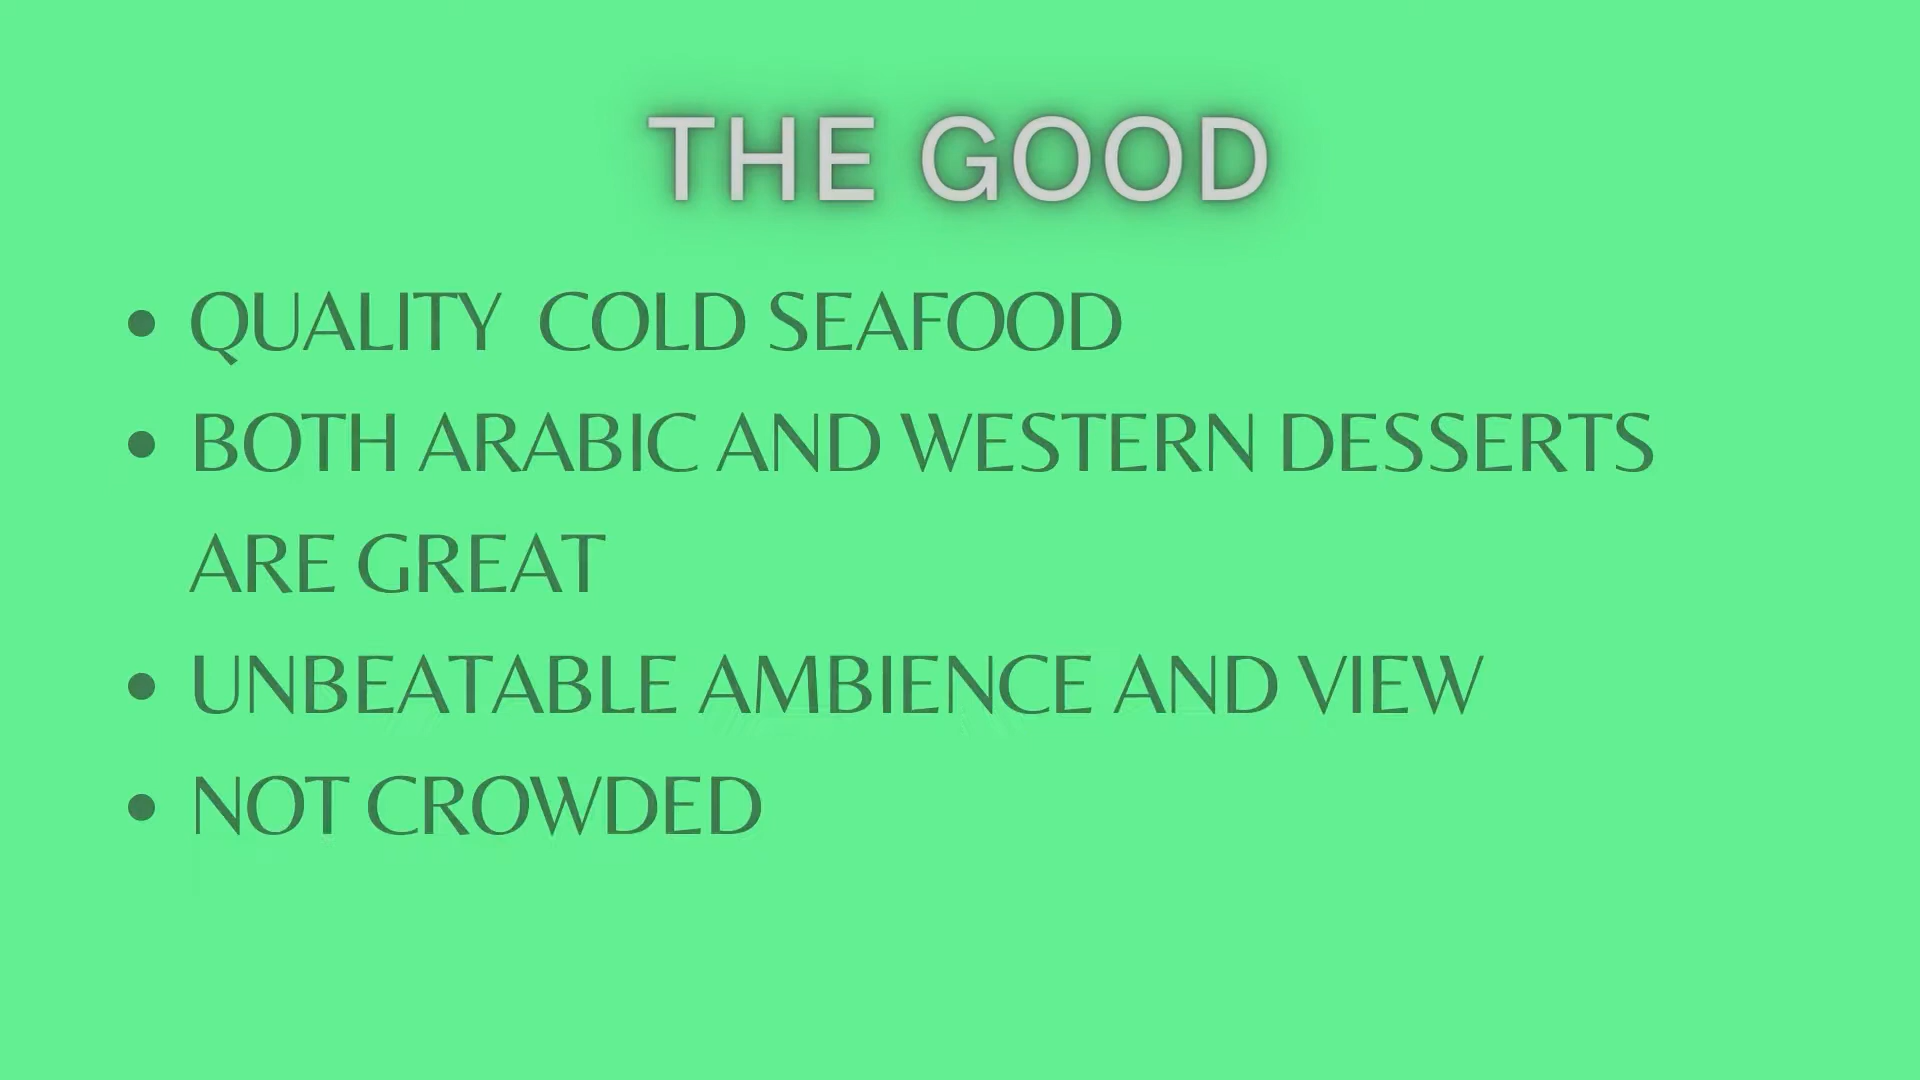 THE GOOD
• QUALITY  COLD SEAFOOD
• BOTH ARABIC AND WESTERN DESSERTS
ARE GREAT
• UNBEATABLE AMBIENCE AND VIEW
• NOT CROWDED